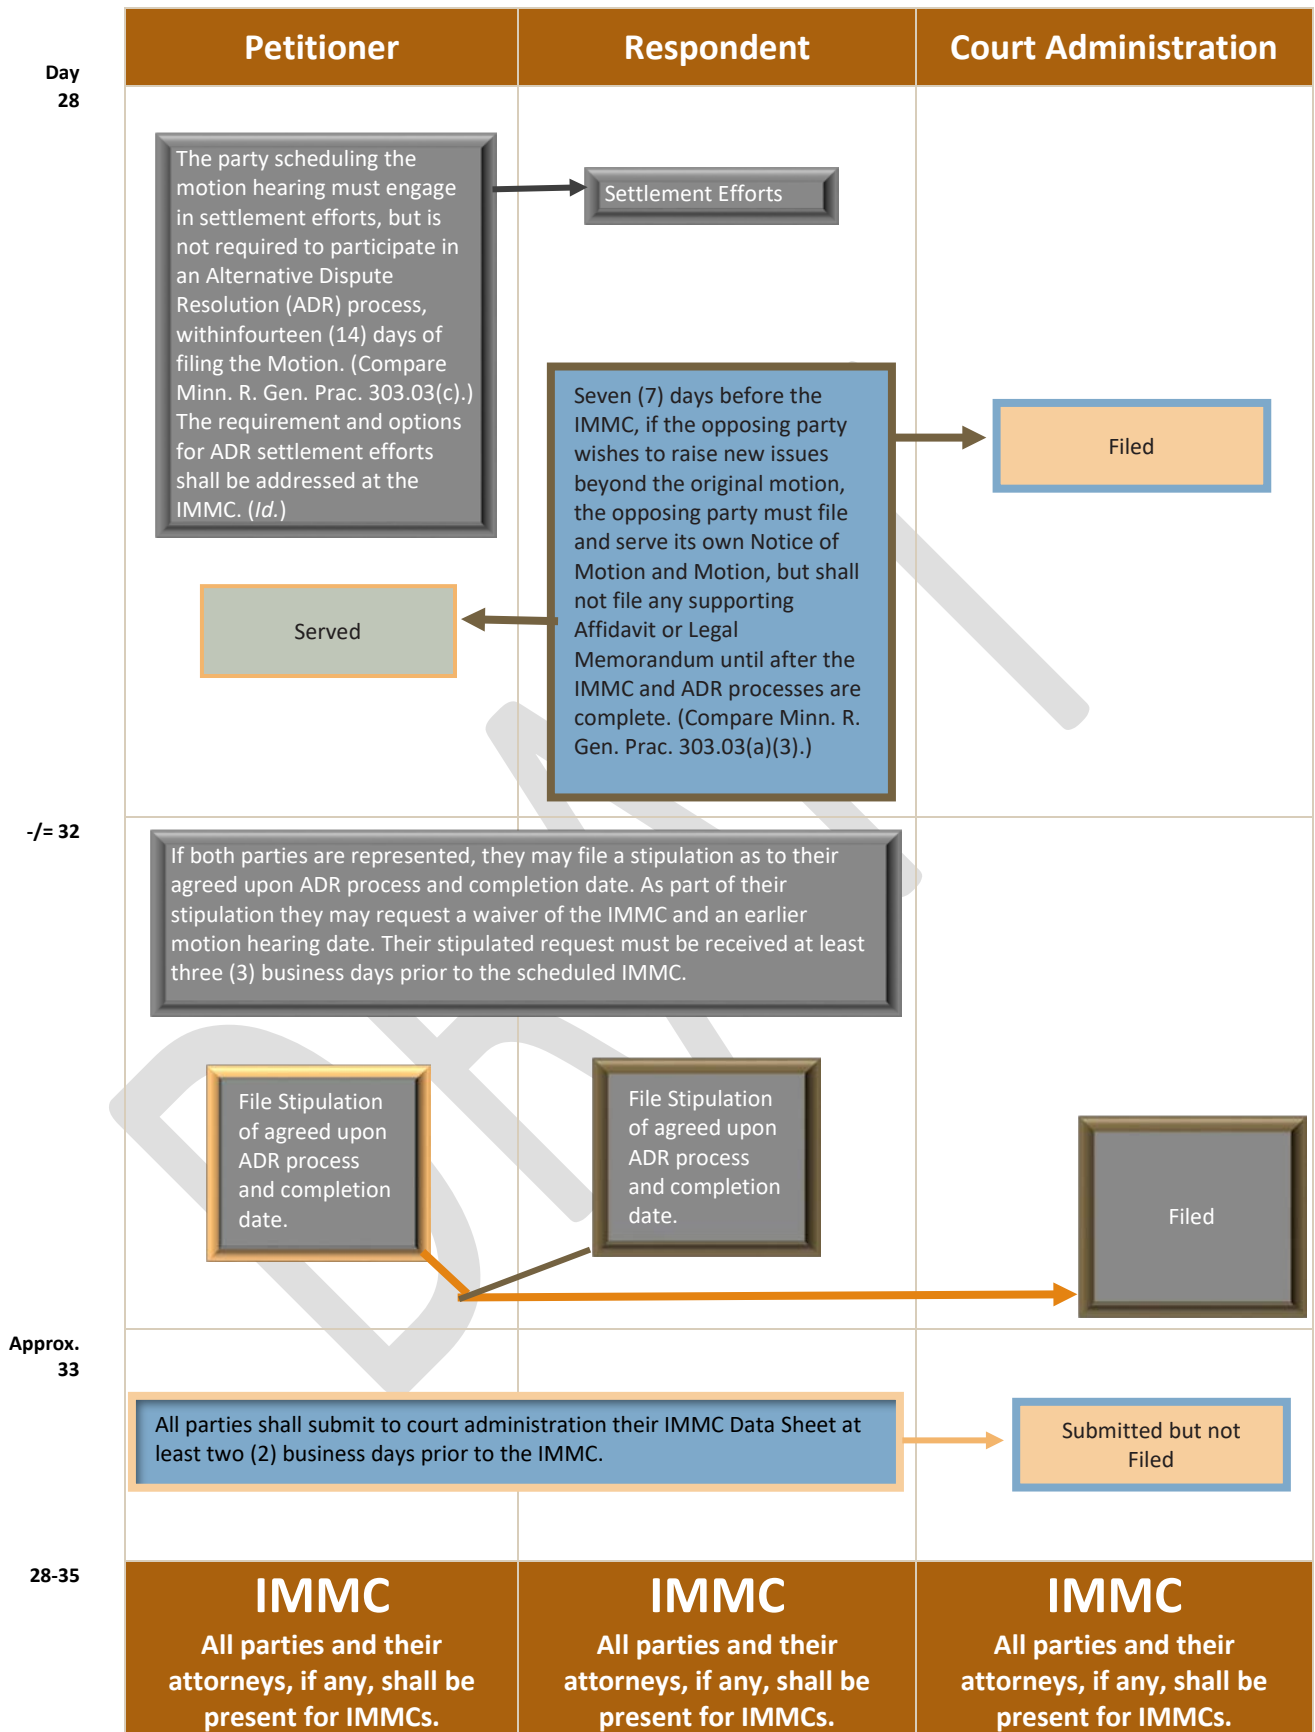 Petitioner
Respondent
Court Administration
Day
28
The party scheduling the
motion hearing must engage
in settlement efforts, but is
not required to participate in
an Alternative Dispute
Resolution (ADR) process,
withinfourteen (14) days of
filing the Motion. (Compare
Minn. R. Gen. Prac. 303.03(c).)
The requirement and options
for ADR settlement efforts
shall be addressed at the
IMMC. (Id.)
Settlement Efforts
Seven (7) days before the
IMMC, if the opposing party
wishes to raise new issues
beyond the original motion,
the opposing party must file
and serve its own Notice of
Motion and Motion, but shall
not file any supporting
Affidavit or Legal
Memorandum until after the
IMMC and ADR processes are
complete. (Compare Minn. R.
Gen. Prac. 303.03(a)(3).)
Filed
Served
-/= 32
If both parties are represented, they may file a stipulation as to their
agreed upon ADR process and completion date. As part of their
stipulation they may request a waiver of the IMMC and an earlier
motion hearing date. Their stipulated request must be received at least
three (3) business days prior to the scheduled IMMC.
File Stipulation
of agreed upon
ADR process
and completion
date.
File Stipulation
of agreed upon
ADR process
and completion
date.
Filed
Approx.
33
All parties shall submit to court administration their IMMC Data Sheet at
least two (2) business days prior to the IMMC.
Submitted but not
Filed
28-35
IMMC
All parties and their
attorneys, if any, shall be
present for IMMCs.
IMMC
All parties and their
attorneys, if any, shall be
present for IMMCs.
IMMC
All parties and their
attorneys, if any, shall be
present for IMMCs.
DRAFT